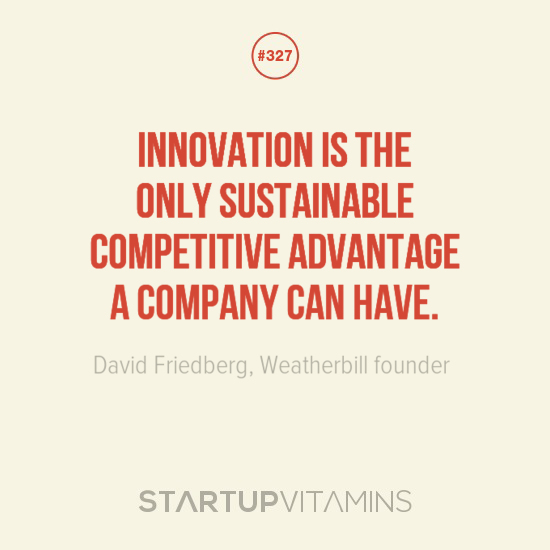 #327
INNOVATION IS THE
ONLY SUSTAINABLE
COMPETITIVE ADVANTAGE
A COMPANY CAN HAVE.
David Friedberg, Weatherbill founder
STARTUPVITAMINS